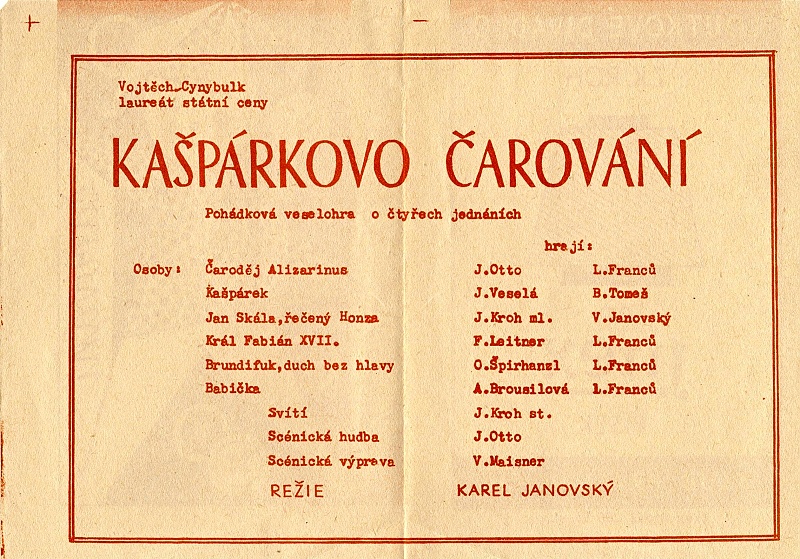 Vojtěch Cynybulk
laureát státní ceny
KAŠPÁRKOVO ČAROVÁNÍ
Pohádková veselohra o čtyřech jednáních
hrají:
Osoby: Čaroděj Alizarinus J.Otto L.Franců
Kašpárek J.Veselá B.Tomeš
Jan Skála,řečený Honza J.Kroh ml. V.Janovský
Král Fabián XVII. F.Leitner L.Franců
Brundifuk,duch bez hlavy O.Špirhanzl L.Franců
Babička A.Brousilová L.Franců
Svítí J.Kroh st.
Scénická hudba J.Otto
Scénická výprava V.Maisner
REŽIE KAREL JANOVSKÝ